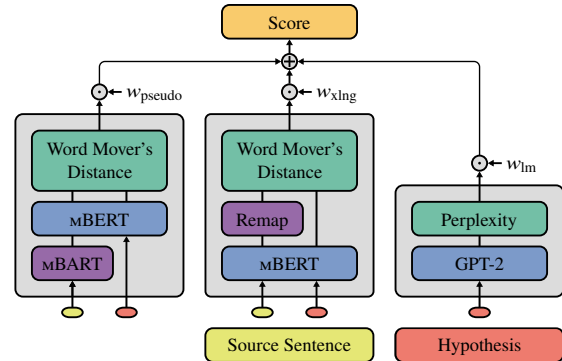 Score
w_pseudo
w_xlng
w_lm
Word Mover's
Distance
mBERT
mBART
Word Mover's
Distance
Remap
mBERT
Perplexity
GPT-2
Source Sentence
Hypothesis